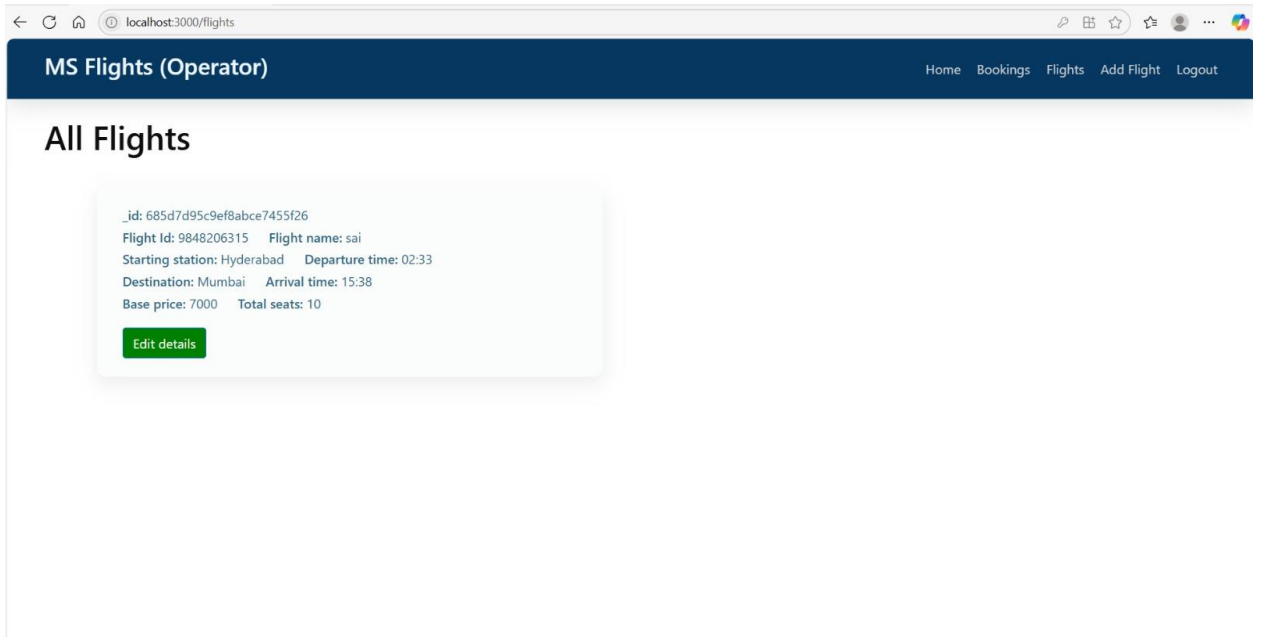 localhost:3000/flights
MS Flights (Operator)
Home Bookings Flights Add Flight Logout
All Flights
_id: 685d7d95c9ef8abce7455f26
Flight Id: 9848206315 Flight name: sai
Starting station: Hyderabad Departure time: 02:33
Destination: Mumbai Arrival time: 15:38
Base price: 7000 Total seats: 10
Edit details